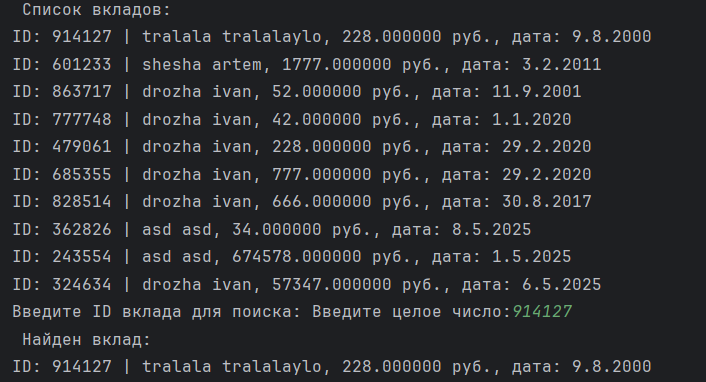 Список вкладов:
ID: 914127 | tralala tralalaylo, 228.000000 руб., дата: 9.8.2000
ID: 601233 | shesha artem, 1777.000000 руб., дата: 3.2.2011
ID: 863717 | drozha ivan, 52.000000 руб., дата: 11.9.2001
ID: 777748 | drozha ivan, 42.000000 руб., дата: 1.1.2020
ID: 479061 | drozha ivan, 228.000000 руб., дата: 29.2.2020
ID: 685355 | drozha ivan, 777.000000 руб., дата: 29.2.2020
ID: 828514 | drozha ivan, 666.000000 руб., дата: 30.8.2017
ID: 362826 | asd asd, 34.000000 руб., дата: 8.5.2025
ID: 243554 | asd asd, 674578.000000 руб., дата: 1.5.2025
ID: 324634 | drozha ivan, 57347.000000 руб., дата: 6.5.2025
Введите ID вклада для поиска: Введите целое число:914127
Найден вклад:
ID: 914127 | tralala tralalaylo, 228.000000 руб., дата: 9.8.2000